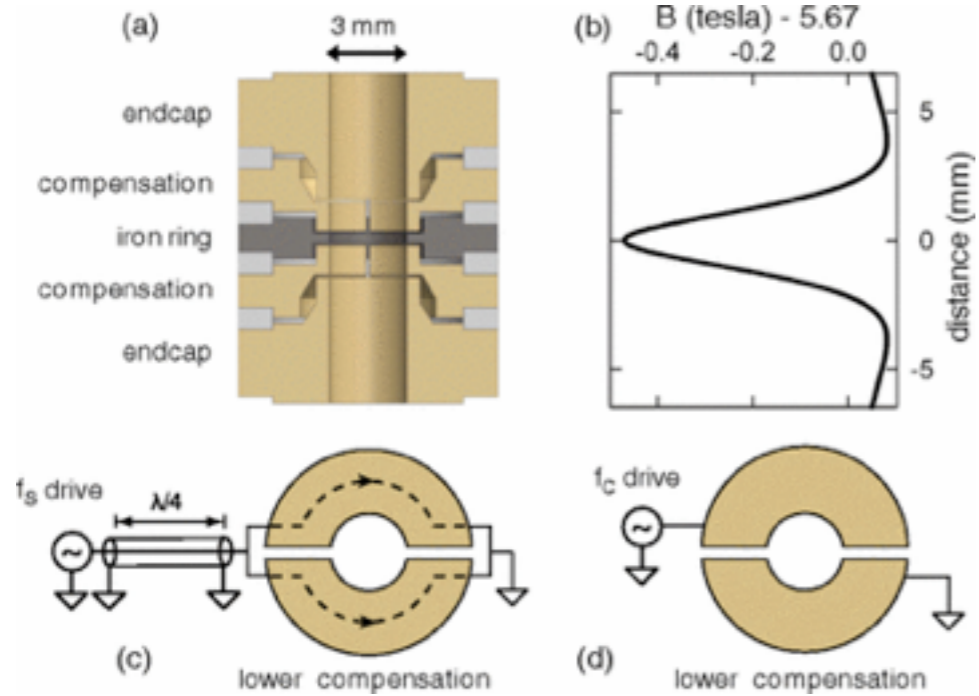 (a)
3 mm
endcap
compensation
iron ring
compensation
endcap
(b)
B (tesla) - 5.67
-0.4 -0.2 0.0
5
0
-5
distance (mm)
fs drive
λ/4
~
(c)
lower compensation
fc drive
~
(d)
lower compensation